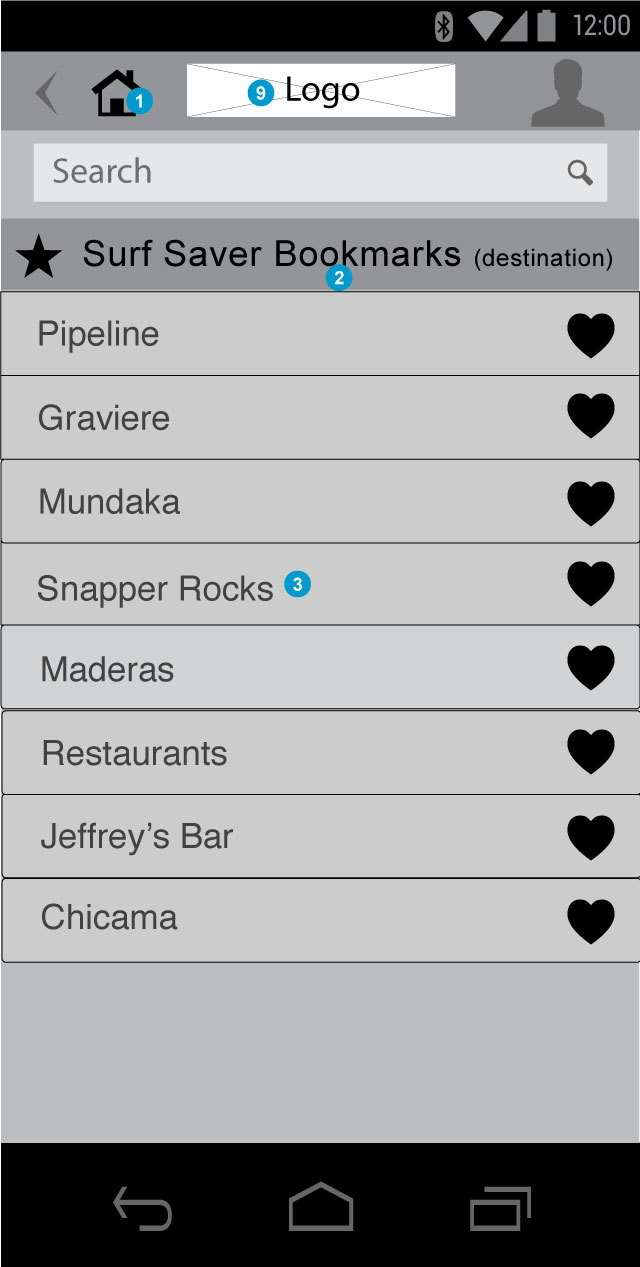 12:00
1
9 Logo
Search
Surf Saver Bookmarks (destination)
2
Pipeline
Graviere
Mundaka
Snapper Rocks 3
Maderas
Restaurants
Jeffrey’s Bar
Chicama